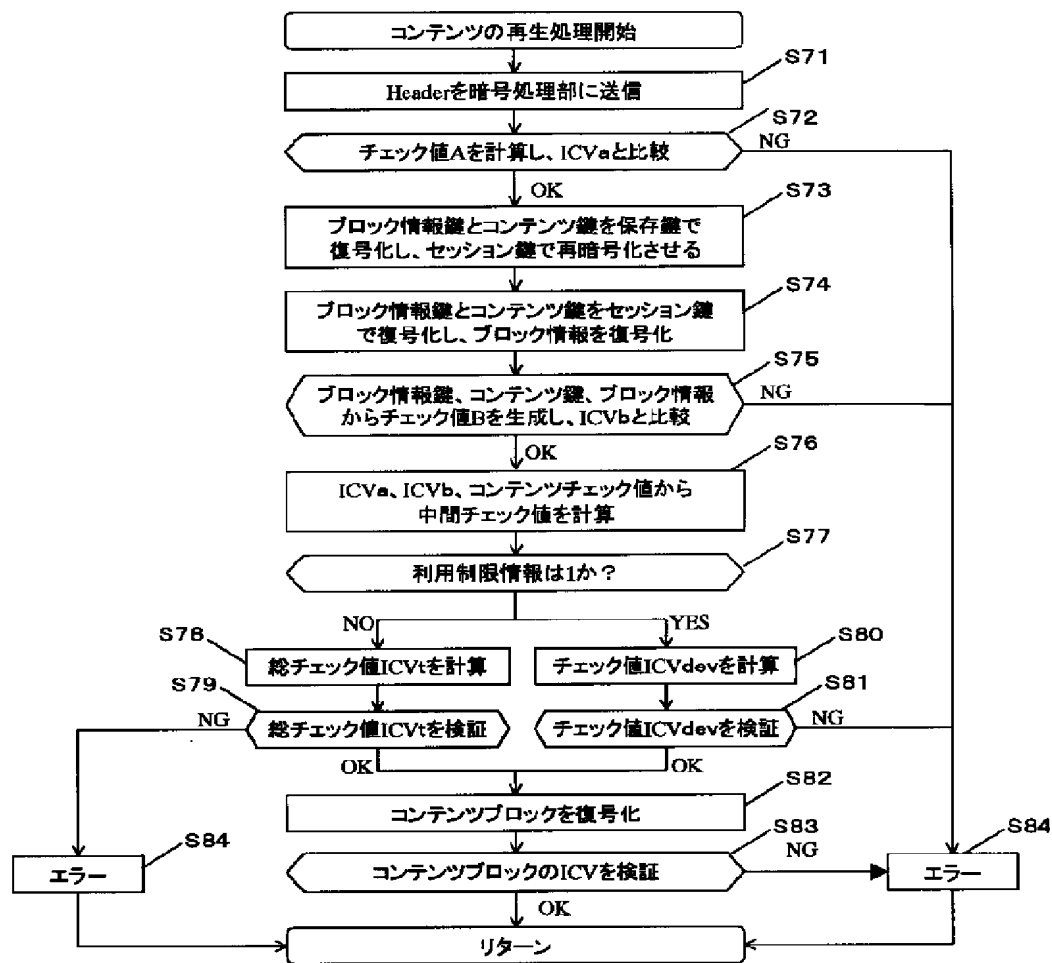 コンテンツの再生処理開始
S71
Headerを暗号処理部に送信
S72
チェック値Aを計算し、ICVaと比較
NG
OK
S73
ブロック情報鍵とコンテンツ鍵を保存鍵で
復号化し、セッション鍵で再暗号化させる
S74
ブロック情報鍵とコンテンツ鍵をセッション鍵
で復号化し、ブロック情報を復号化
S75
ブロック情報鍵、コンテンツ鍵、ブロック情報
からチェック値Bを生成し、ICVbと比較
NG
OK
S76
ICVa、ICVb、コンテンツチェック値から
中間チェック値を計算
S77
利用制限情報は1か?
NO
YES
S78
総チェック値ICVtを計算
S80
チェック値ICVdevを計算
S79
NG
総チェック値ICVtを検証
S81
チェック値ICVdevを検証
NG
OK
OK
S82
コンテンツブロックを復号化
S83
コンテンツブロックのICVを検証
NG
S84
エラー
S84
エラー
OK
リターン